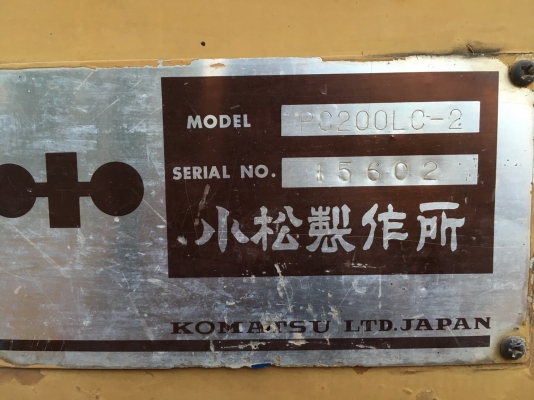 MODEL PC200LC-2
SERIAL NO. 15602
小松製作所
KOMATSU LTD.JAPAN